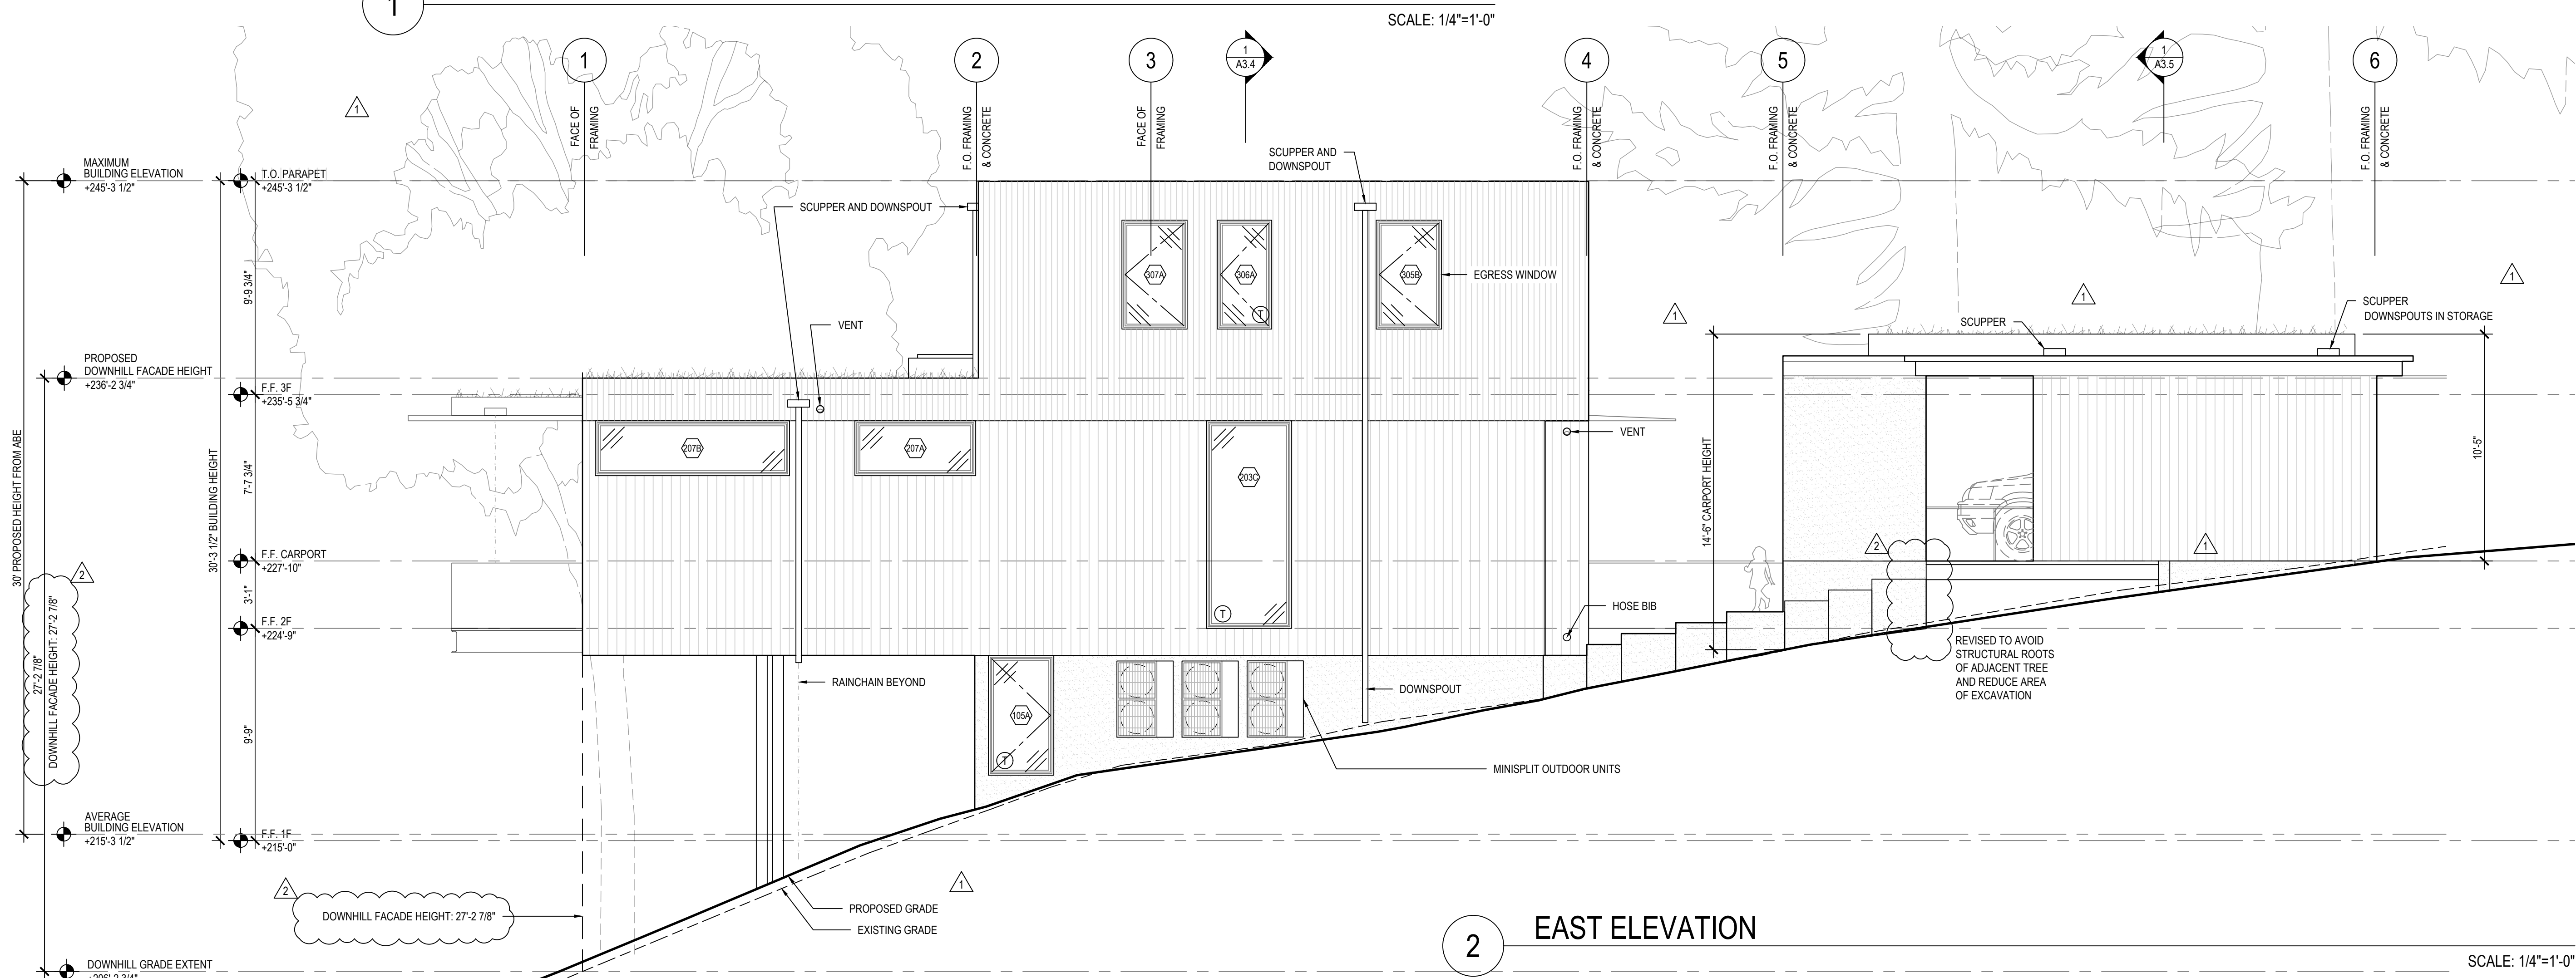 1
SCALE: 1/4"=1'-0"
1
2
3
1
A3.4
4
5
1
A3.5
6
FACE OF
FRAMING
F.O. FRAMING
& CONCRETE
FACE OF
FRAMING
F.O. FRAMING
& CONCRETE
F.O. FRAMING
& CONCRETE
F.O. FRAMING
& CONCRETE
1
MAXIMUM
BUILDING ELEVATION
+245'-3 1/2"
T.O. PARAPET
+245'-3 1/2"
SCUPPER AND
DOWNSPOUT
SCUPPER AND DOWNSPOUT
307A
306A
T
305B
EGRESS WINDOW
9'-9 3/4"
VENT
1
1
1
SCUPPER
SCUPPER
DOWNSPOUTS IN STORAGE
PROPOSED
DOWNHILL FACADE HEIGHT
+236'-2 3/4"
F.F. 3F
+235'-5 3/4"
207B
207A
203C
T
VENT
7'-7 3/4"
30' PROPOSED HEIGHT FROM ABE
30'-3 1/2" BUILDING HEIGHT
14'-6" CARPORT HEIGHT
10'-5"
F.F. CARPORT
+227'-10"
2
2
1
3'-1"
F.F. 2F
+224'-9"
HOSE BIB
27'-2 7/8"
DOWNHILL FACADE HEIGHT: 27'-2 7/8"
REVISED TO AVOID
STRUCTURAL ROOTS
OF ADJACENT TREE
AND REDUCE AREA
OF EXCAVATION
RAINCHAIN BEYOND
105A
T
DOWNSPOUT
9'-9"
MINISPLIT OUTDOOR UNITS
AVERAGE
BUILDING ELEVATION
+215'-3 1/2"
F.F. 1F
+215'-0"
2
1
DOWNHILL FACADE HEIGHT: 27'-2 7/8"
PROPOSED GRADE
EXISTING GRADE
2
EAST ELEVATION
SCALE: 1/4"=1'-0"
DOWNHILL GRADE EXTENT
+206'-2 3/4"